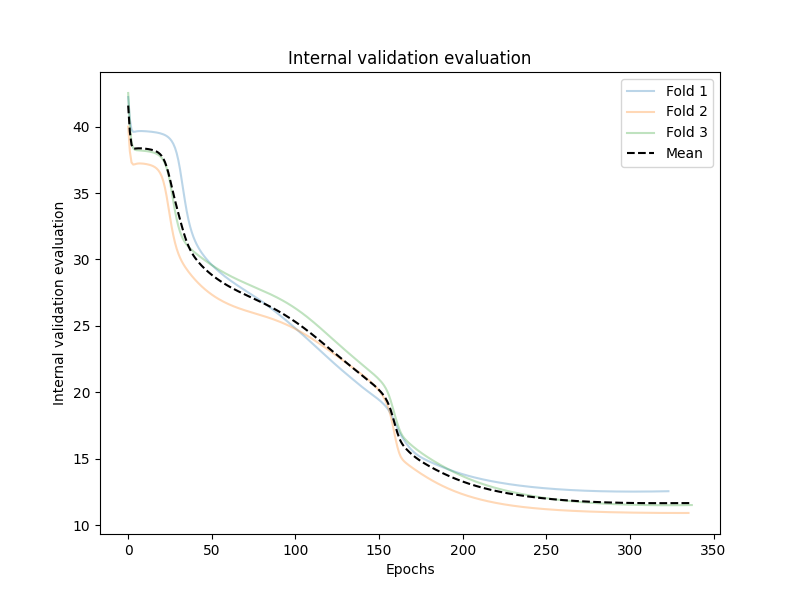 Internal validation evaluation
Fold 1
Fold 2
Fold 3
Mean
Internal validation evaluation
40
35
30
25
20
15
10
0 50 100 150 200 250 300 350
Epochs